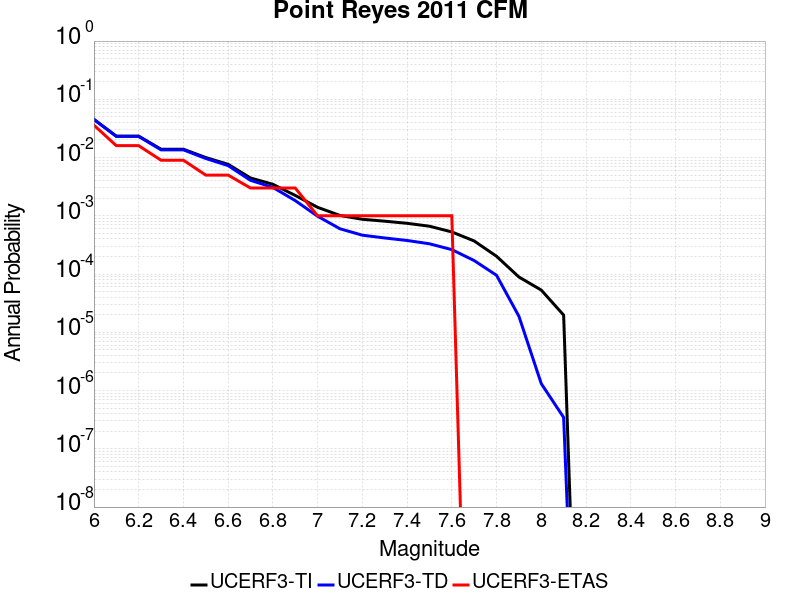 Point Reyes 2011 CFM
10^0
10^-1
10^-2
10^-3
10^-4
10^-5
10^-6
10^-7
10^-8
Annual Probability
6 6.2 6.4 6.6 6.8 7 7.2 7.4 7.6 7.8 8 8.2 8.4 8.6 8.8 9
Magnitude
UCERF3-TI UCERF3-TD UCERF3-ETAS